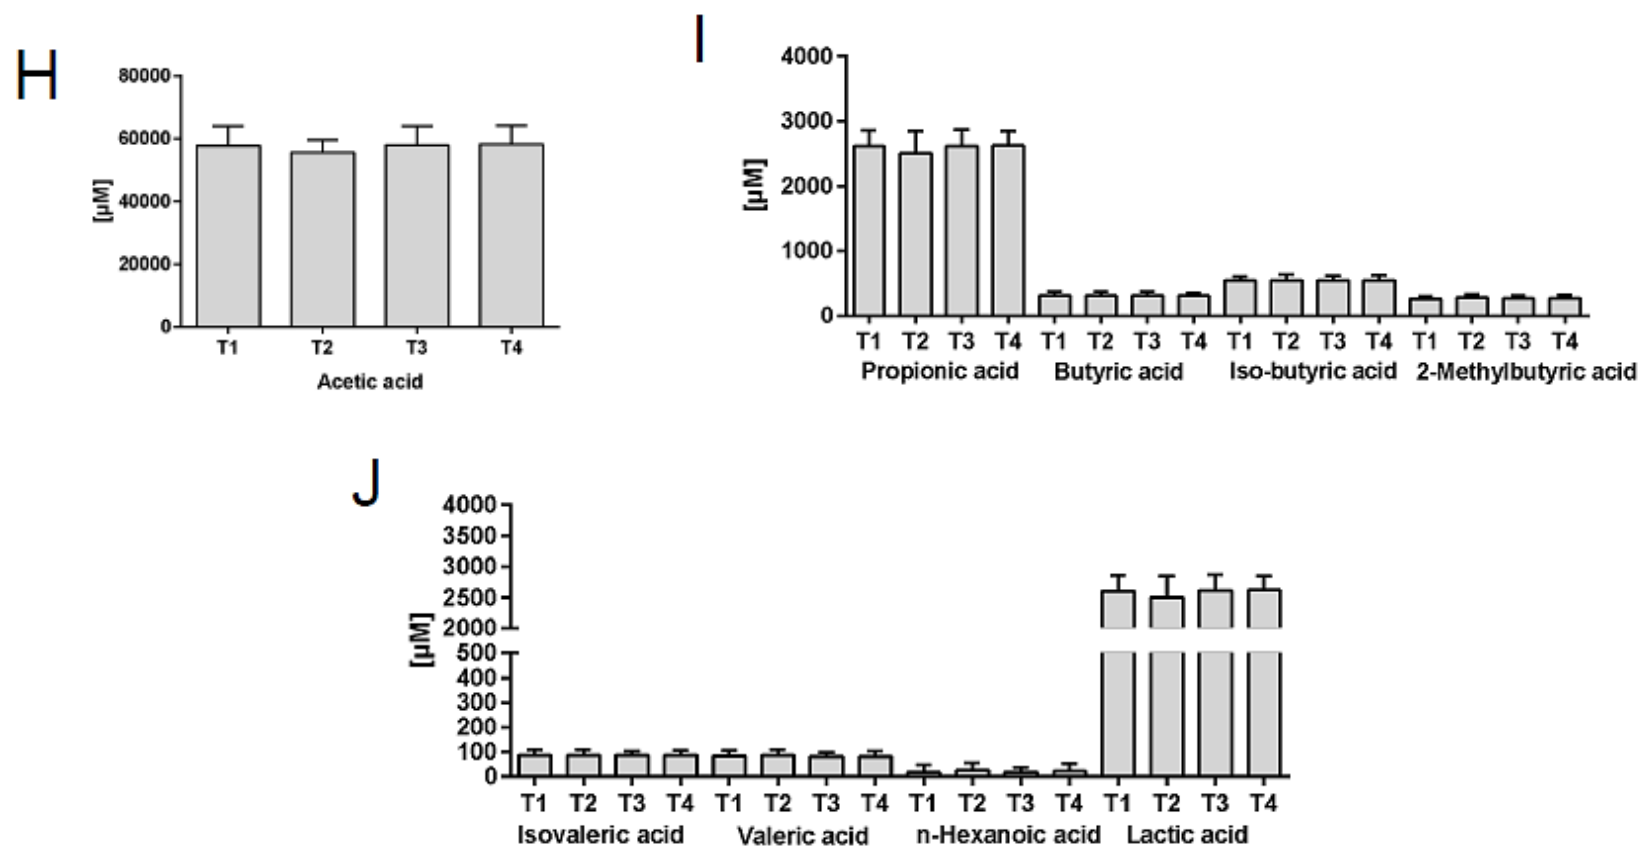 H
80000
60000
40000
20000
0
[µM]
T1 T2 T3 T4
Acetic acid
I
4000
3000
2000
1000
0
[µM]
T1 T2 T3 T4 T1 T2 T3 T4 T1 T2 T3 T4 T1 T2 T3 T4
Propionic acid Butyric acid Iso-butyric acid 2-Methylbutyric acid
J
4000
3500
3000
2500
2000
500
400
300
200
100
0
[µM]
T1 T2 T3 T4 T1 T2 T3 T4 T1 T2 T3 T4 T1 T2 T3 T4
Isovaleric acid Valeric acid n-Hexanoic acid Lactic acid